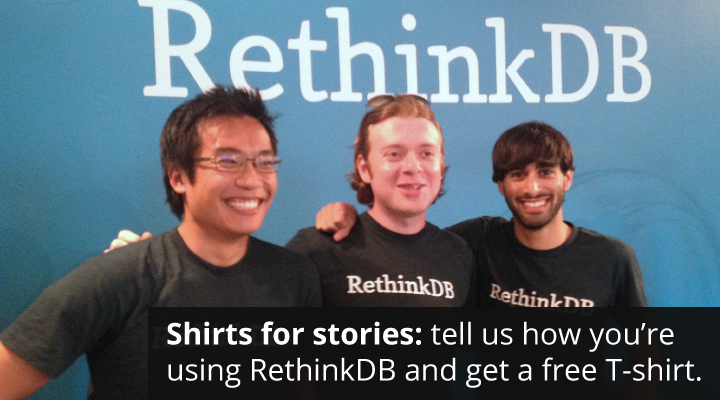 RethinkDB
RethinkDB
RethinkDB
Shirts for stories: tell us how you’re
using RethinkDB and get a free T-shirt.